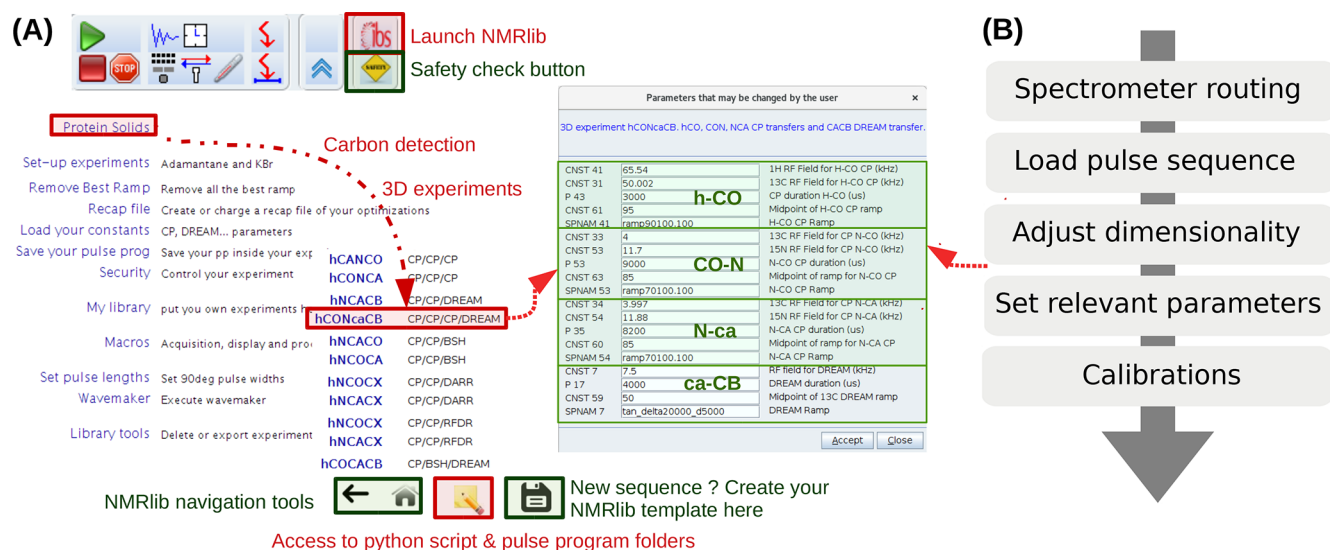 (A)
STOP
ibs
Launch NMRlib
SAFETY
Safety check button
Protein Solids
Carbon detection
3D experiments
Set-up experiments Adamantane and KBr
Remove Best Ramp Remove all the best ramp
Recap file Create or charge a recap file of your optimizations
Load your constants CP, DREAM... parameters
Save your pulse prog Save your pp inside your exp
Security Control your experiment
My library put you own experiments h
Macros Acquisition, display and pro
Set pulse lengths Set 90deg pulse widths
Wavemaker Execute wavemaker
Library tools Delete or export experiment
hCANCO CP/CP/CP
hCONCA CP/CP/CP
hNCACB CP/CP/DREAM
hCONcaCB CP/CP/CP/DREAM
hNCACO CP/CP/BSH
hNCOCA CP/CP/BSH
hNCOCX CP/CP/DARR
hNCACX CP/CP/DARR
hNCOCX CP/CP/RFDR
hNCACX CP/CP/RFDR
hCOCACB CP/BSH/DREAM
Parameters that may be changed by the user ×
3D experiment hCONcaCB. hCO, CON, NCA CP transfers and CACB DREAM transfer.
CNST 41 65.54 1H RF Field for H-CO CP (kHz)
CNST 31 50.002 13C RF Field for H-CO CP (kHz)
P 43 3000 CP duration H-CO (us)
CNST 61 95 Midpoint of H-CO CP ramp
SPNAM 41 ramp90100.100 H-CO CP Ramp
h-CO
CNST 33 4 13C RF Field for CP N-CO (kHz)
CNST 53 11.7 15N RF Field for CP N-CO (kHz)
P 53 9000 N-CO CP duration (us)
CNST 63 85 Midpoint of ramp for N-CO CP
SPNAM 53 ramp70100.100 N-CO CP Ramp
CO-N
CNST 34 3.997 13C RF Field for CP N-CA (kHz)
CNST 54 11.88 15N RF Field for CP N-CA (kHz)
P 35 8200 N-CA CP duration (us)
CNST 60 85 Midpoint of ramp for N-CA CP
SPNAM 54 ramp70100.100 N-CA CP Ramp
N-ca
CNST 7 7.5 RF field for DREAM (kHz)
P 17 4000 DREAM duration (us)
CNST 59 50 Midpoint of 13C DREAM ramp
SPNAM 7 tan_delta20000_d5000 DREAM Ramp
ca-CB
Accept Close
NMRlib navigation tools
New sequence ? Create your
NMRlib template here
Access to python script & pulse program folders
(B)
Spectrometer routing
Load pulse sequence
Adjust dimensionality
Set relevant parameters
Calibrations